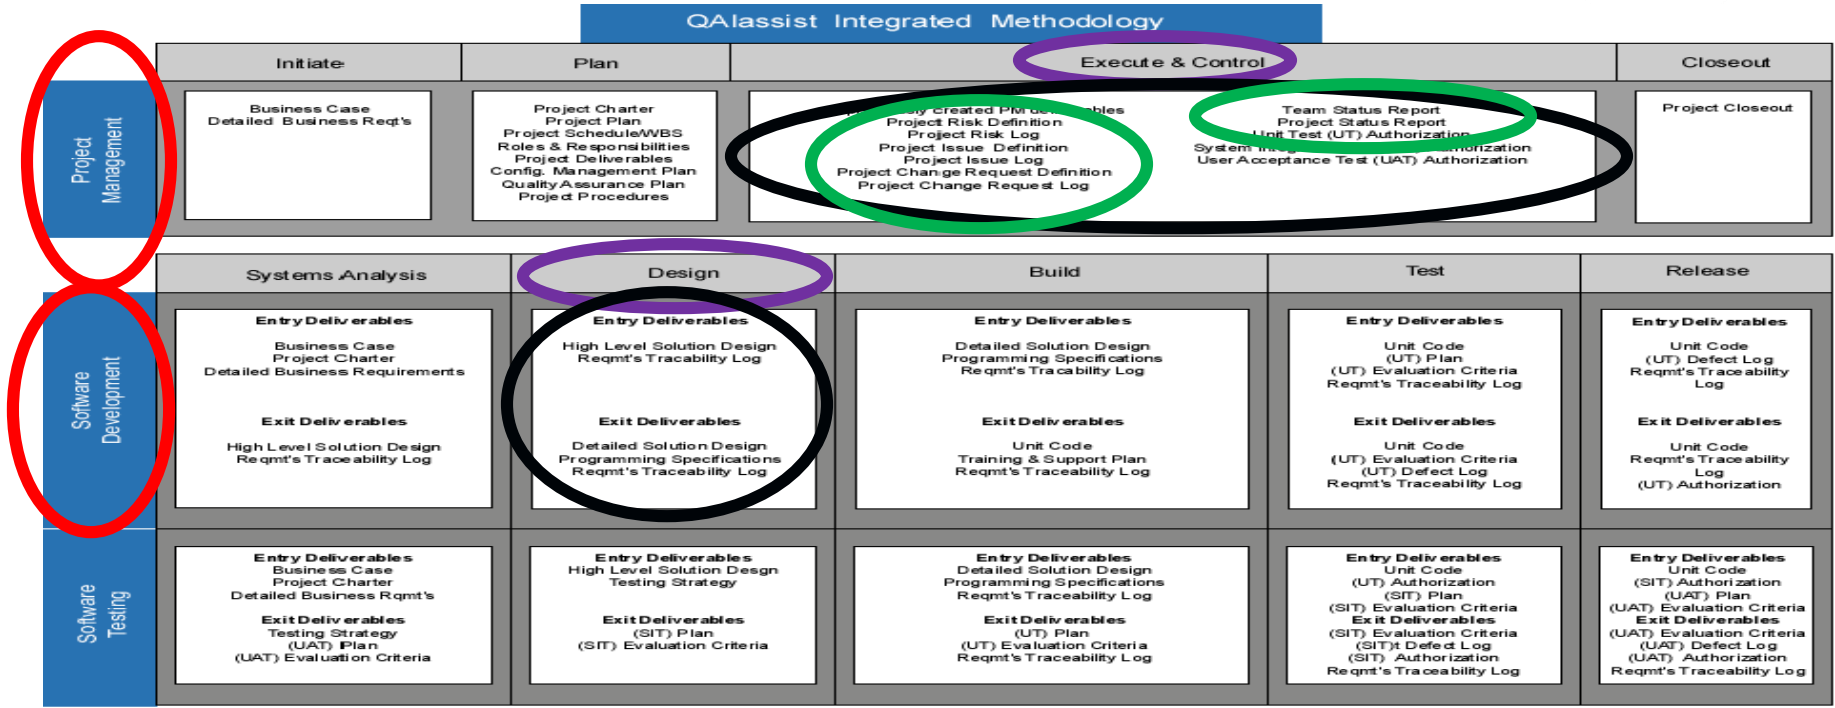 QAIassist Integrated Methodology
Initiate
Plan
Execute & Control
Closeout
Project
Management
Business Case
Detailed Business Reqt's
Project Charter
Project Plan
Project Schedule/WBS
Roles & Responsibilities
Project Deliverables
Config. Management Plan
Quality Assurance Plan
Project Procedures
created PM
Project Risk Definition
Project Risk Log
Project Issue Definition
Project Issue Log
Project Change Request Definition
Project Change Request Log
Team Status Report
Project Status Report
Unit Test (UT) Authorization
System
User Acceptance Test (UAT) Authorization
Project Closeout
Systems Analysis
Design
Build
Test
Release
Software
Development
Entry Deliverables
Business Case
Project Charter
Detailed Business Requirements
Exit Deliverables
High Level Solution Design
Reqmt's Traceability Log
Entry Deliverables
High Level Solution Design
Reqmt's Tracability Log
Exit Deliverables
Detailed Solution Design
Programming Specifications
Reqmt's Traceability Log
Entry Deliverables
Detailed Solution Design
Programming Specifications
Reqmt's Tracability Log
Exit Deliverables
Unit Code
Training & Support Plan
Reqmt's Traceability Log
Entry Deliverables
Unit Code
(UT) Plan
(UT) Evaluation Criteria
Reqmt's Traceability Log
Exit Deliverables
Unit Code
(UT) Evaluation Criteria
(UT) Defect Log
Reqmt's Traceability Log
Entry Deliverables
Unit Code
(UT) Defect Log
Reqmt's Traceability
Log
Exit Deliverables
Unit Code
Reqmt's Traceability
Log
(UT) Authorization
Software
Testing
Entry Deliverables
Business Case
Project Charter
Detailed Business Rqmt's
Exit Deliverables
Testing Strategy
(UAT) Plan
(UAT) Evaluation Criteria
Entry Deliverables
High Level Solution Desgn
Testing Strategy
Exit Deliverables
(SIT) Plan
(SIT) Evaluation Criteria
Entry Deliverables
Detailed Solution Design
Programming Specifications
Reqmt's Traceability Log
Exit Deliverables
(UT) Plan
(UT) Evaluation Criteria
Reqmt's Traceability Log
Entry Deliverables
Unit Code
(UT) Authorization
(SIT) Plan
(SIT) Evaluation Criteria
Exit Deliverables
(SIT) Evaluation Criteria
(SIT)t Defect Log
(SIT) Authorization
Reqmt's Traceability Log
Entry Deliverables
Unit Code
(SIT) Authorization
(UAT) Plan
(UAT) Evaluation Criteria
Exit Deliverables
(UAT) Evaluation Criteria
(UAT) Defect Log
(UAT) Authorization
Reqmt's Traceability Log